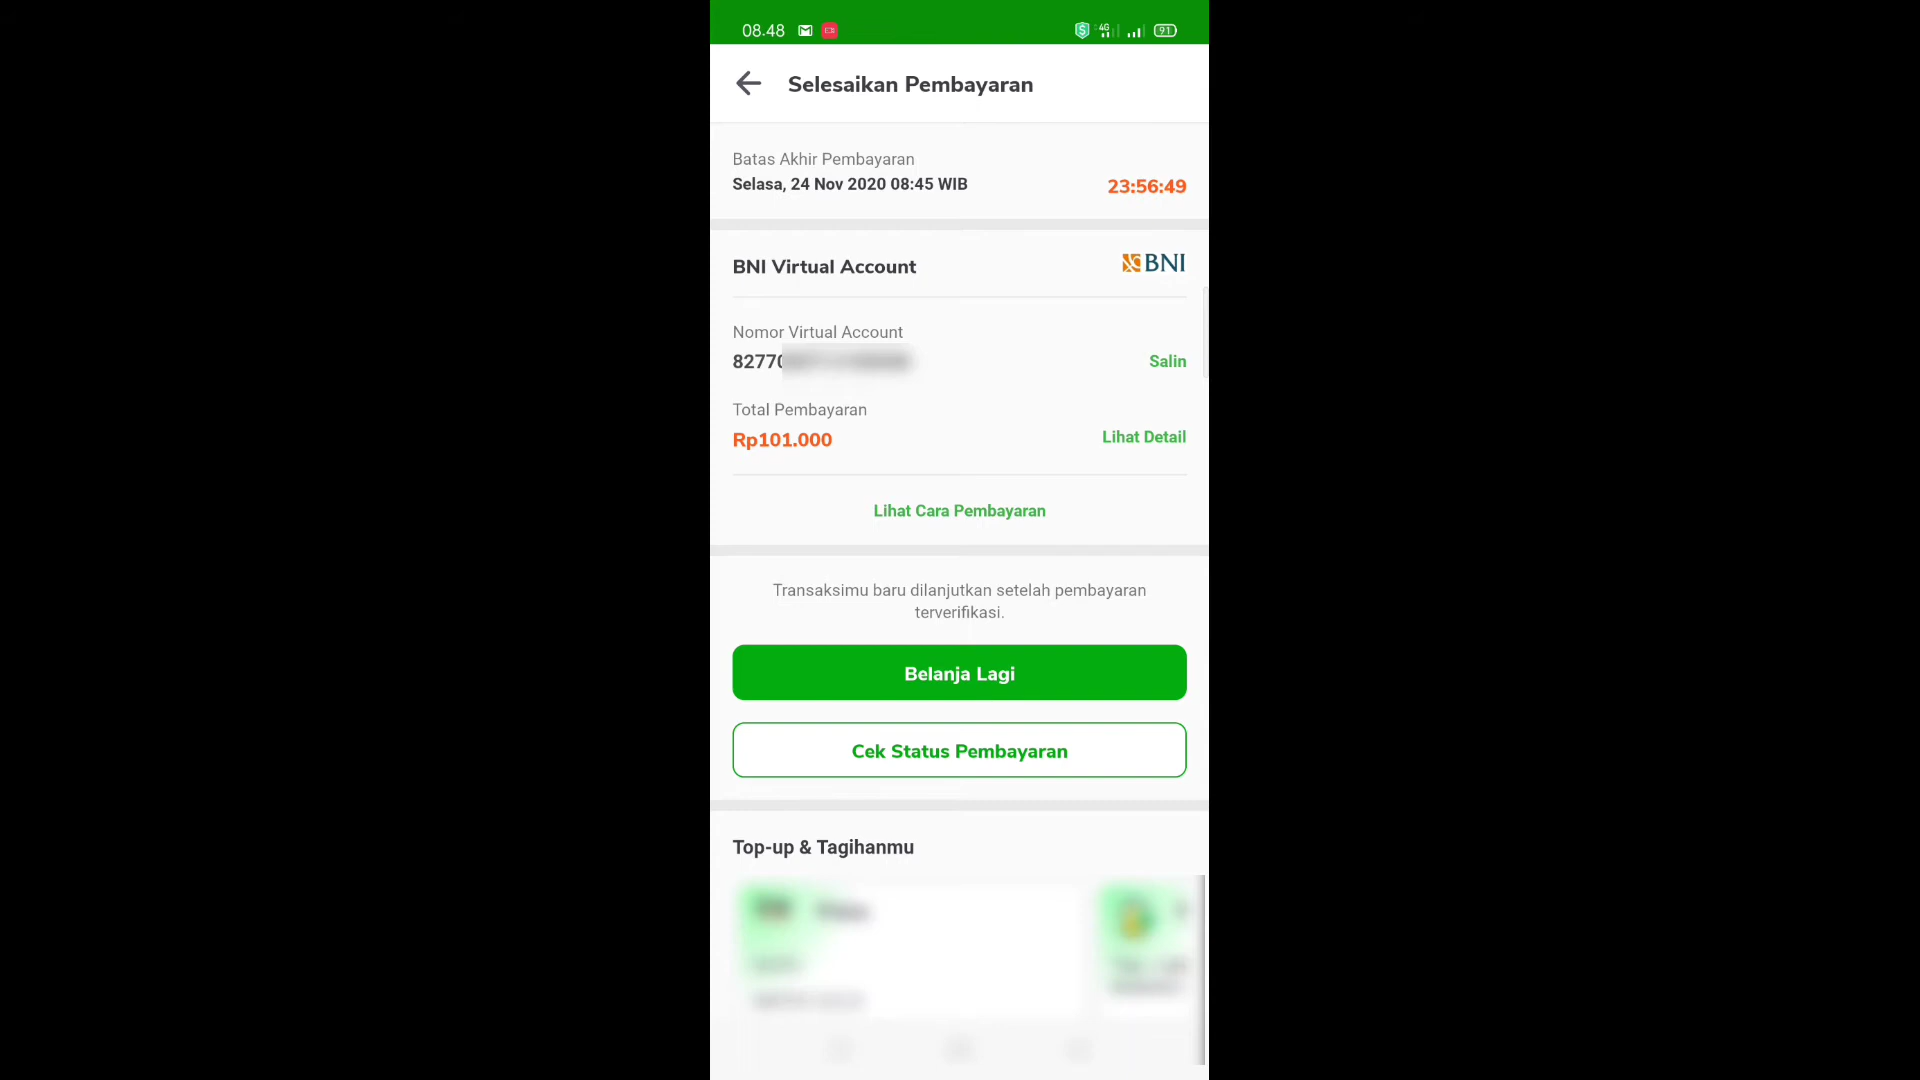 08.48
4G
91
Selesaikan Pembayaran
Batas Akhir Pembayaran
Selasa, 24 Nov 2020 08:45 WIB
23:56:49
BNI Virtual Account
BNI
Nomor Virtual Account
82770
Salin
Total Pembayaran
Rp101.000
Lihat Detail
Lihat Cara Pembayaran
Transaksimu baru dilanjutkan setelah pembayaran
terverifikasi.
Belanja Lagi
Cek Status Pembayaran
Top-up & Tagihanmu